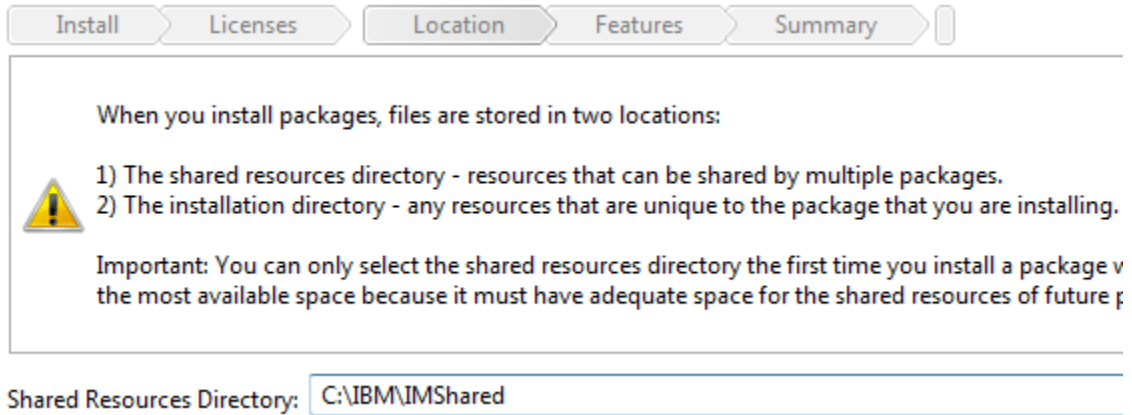 Install Licenses Location Features Summary
When you install packages, files are stored in two locations:
1) The shared resources directory - resources that can be shared by multiple packages.
2) The installation directory - any resources that are unique to the package that you are installing.
Important: You can only select the shared resources directory the first time you install a package
the most available space because it must have adequate space for the shared resources of future
Shared Resources Directory: C:\IBM\IMShared